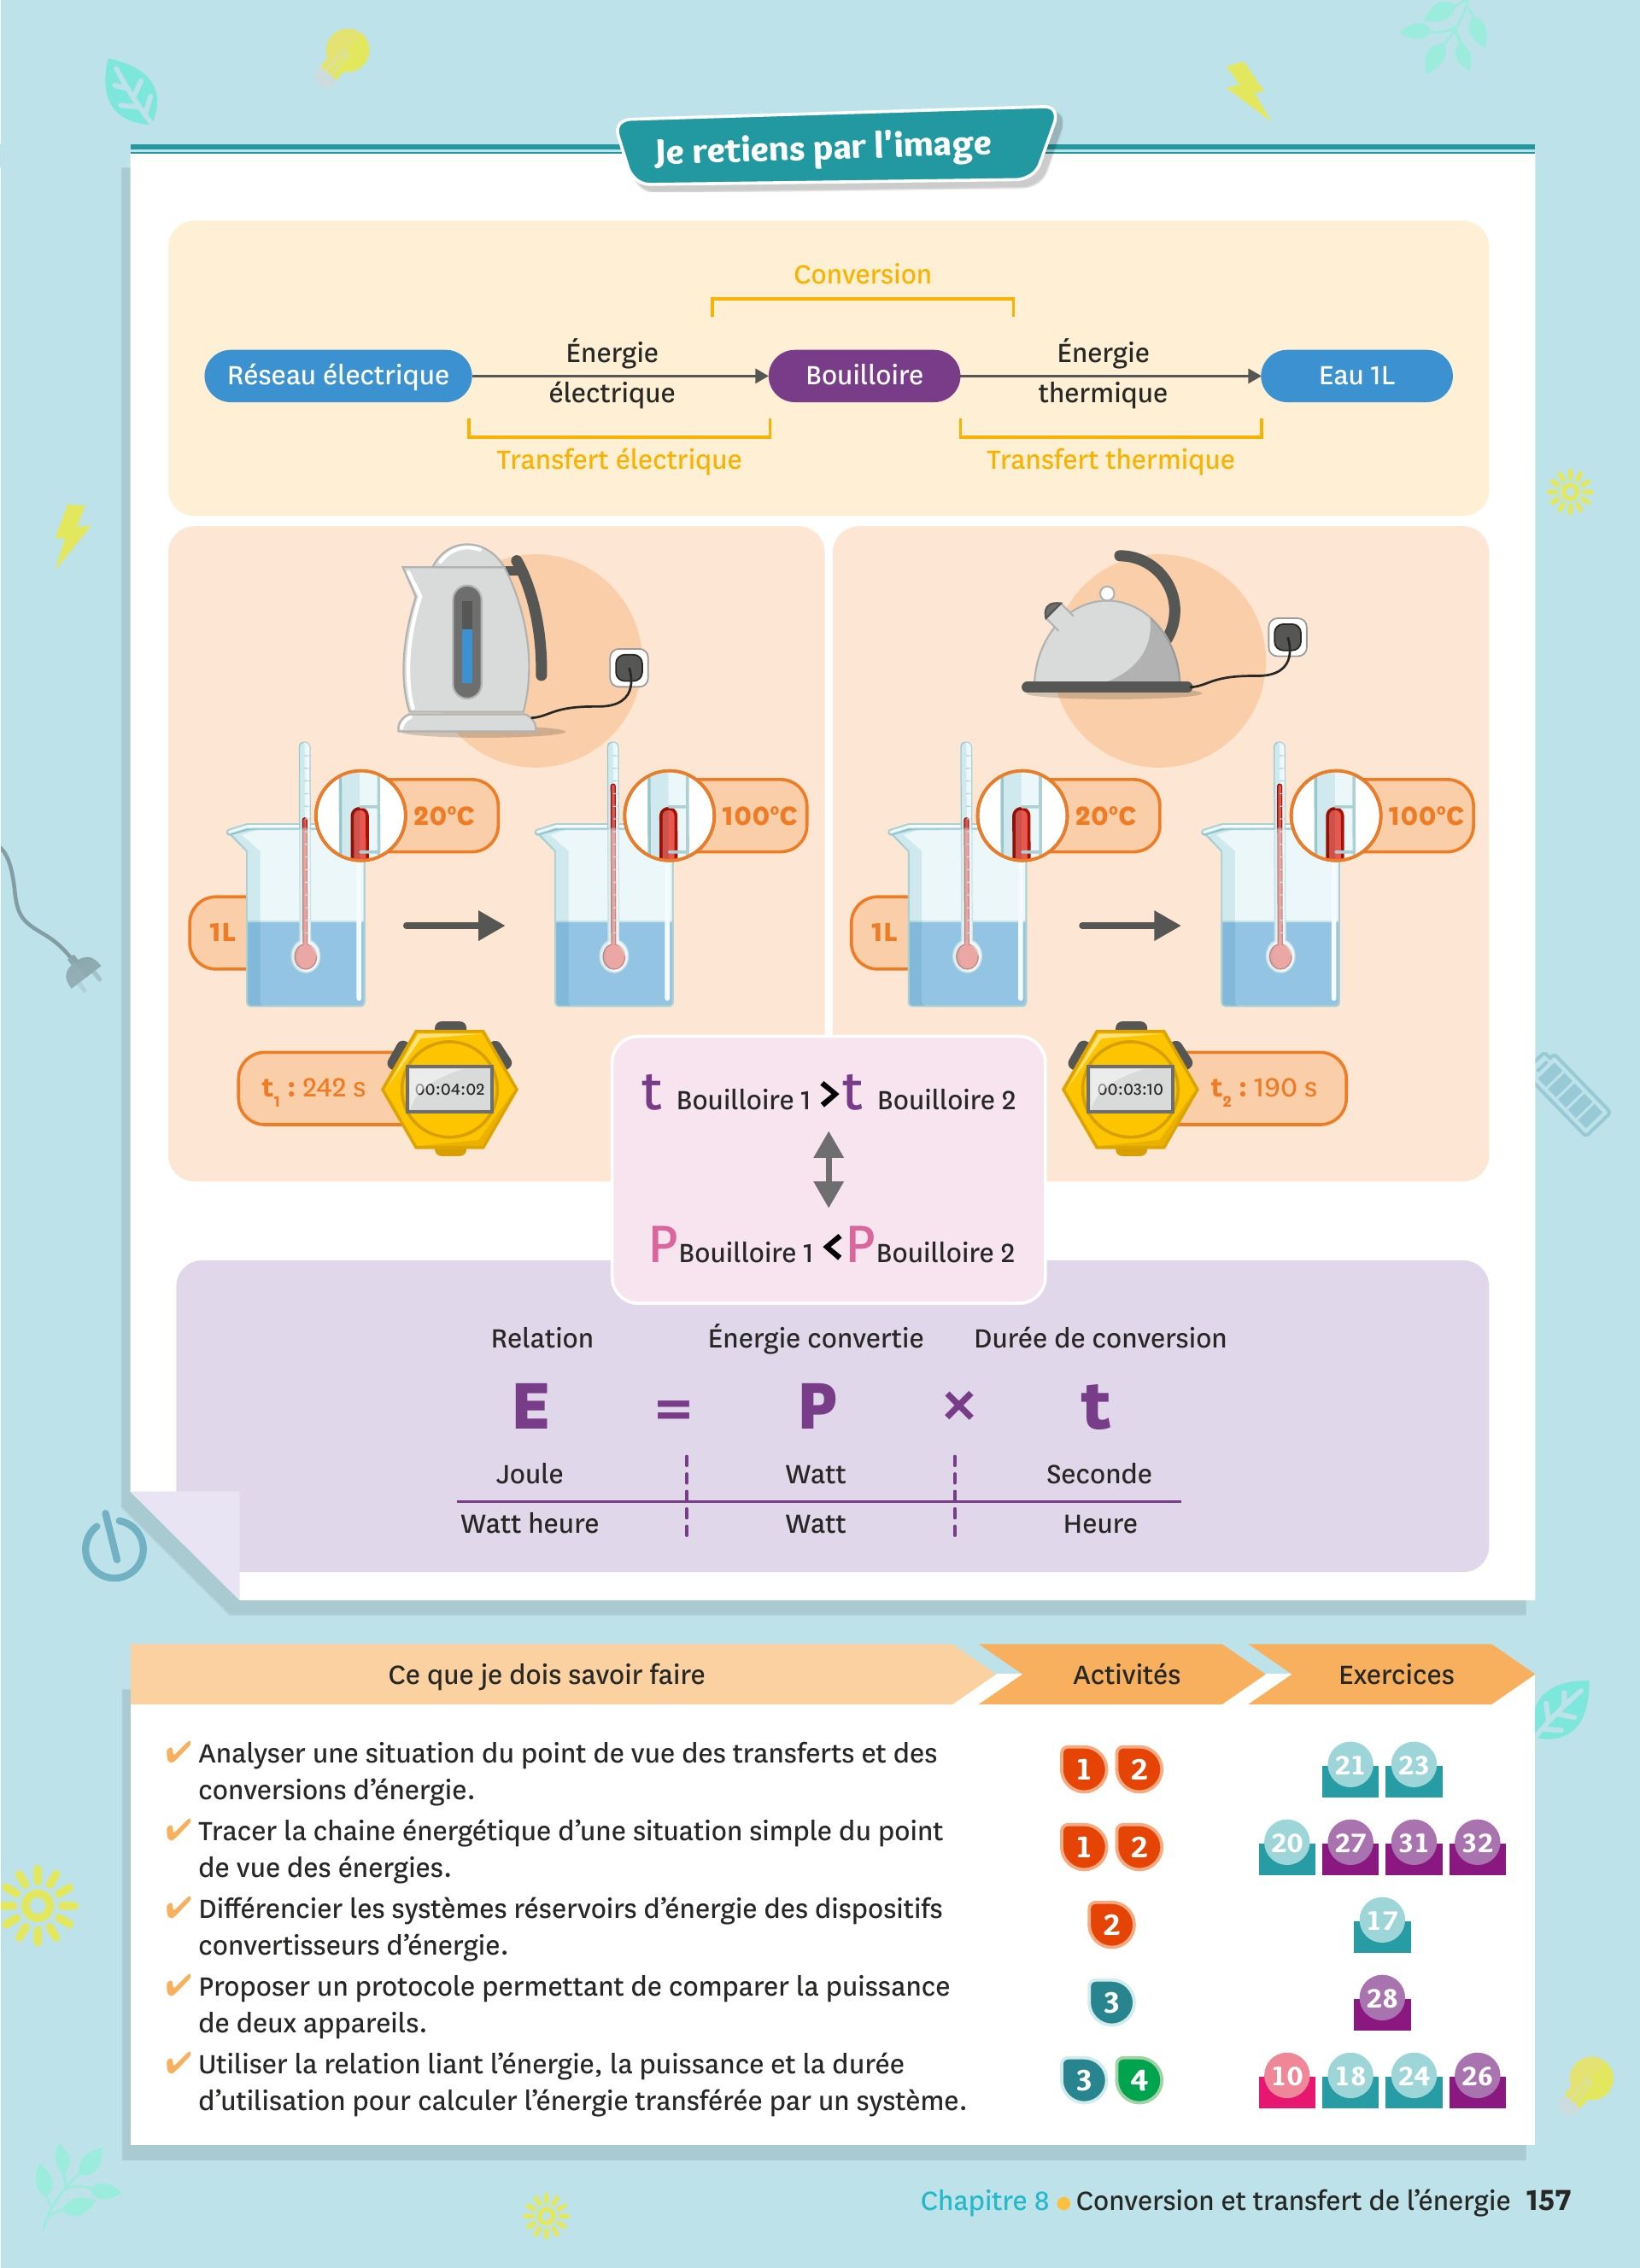 Je retiens par l'image
Conversion
Réseau électrique
Énergie
électrique
Bouilloire
Énergie
thermique
Eau 1L
Transfert électrique
Transfert thermique
20°C
100°C
1L
t1 : 242 s
00:04:02
20°C
100°C
1L
00:03:10
t2 : 190 s
t Bouilloire 1 > t Bouilloire 2
P Bouilloire 1 < P Bouilloire 2
Relation Énergie convertie Durée de conversion
E = P × t
Joule Watt Seconde
Watt heure Watt Heure
Ce que je dois savoir faire Activités Exercices
✔ Analyser une situation du point de vue des transferts et des
conversions d’énergie.
1 2 21 23
✔ Tracer la chaine énergétique d’une situation simple du point
de vue des énergies.
1 2 20 27 31 32
✔ Différencier les systèmes réservoirs d’énergie des dispositifs
convertisseurs d’énergie.
2 17
✔ Proposer un protocole permettant de comparer la puissance
de deux appareils.
3 28
✔ Utiliser la relation liant l’énergie, la puissance et la durée
d’utilisation pour calculer l’énergie transférée par un système.
3 4 10 18 24 26
Chapitre 8 • Conversion et transfert de l’énergie 157